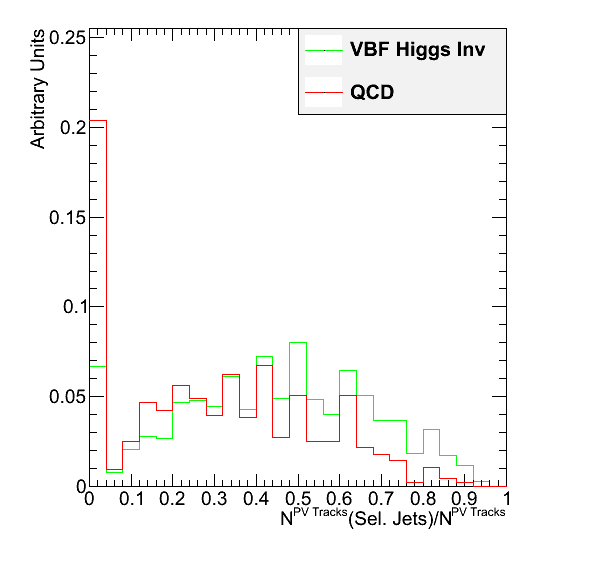 Arbitrary Units
0.25
0.2
0.15
0.1
0.05
0
VBF Higgs Inv
QCD
0 0.1 0.2 0.3 0.4 0.5 0.6 0.7 0.8 0.9 1
N^PV Tracks(Sel. Jets)/N^PV Tracks